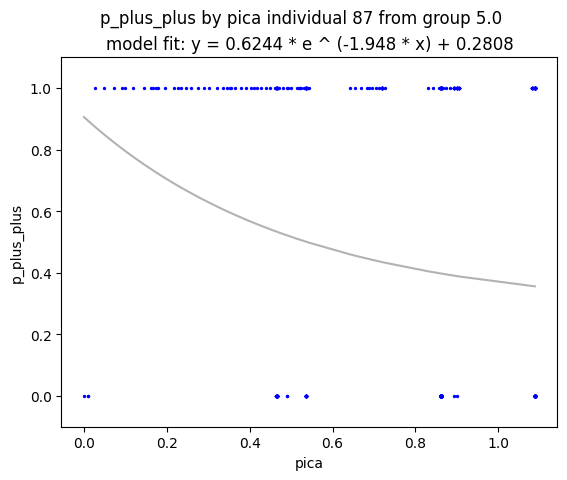 p_plus_plus by pica individual 87 from group 5.0
model fit: y = 0.6244 * e ^ (-1.948 * x) + 0.2808
1.0
0.8
0.6
0.4
0.2
0.0
p_plus_plus
0.0 0.2 0.4 0.6 0.8 1.0
pica